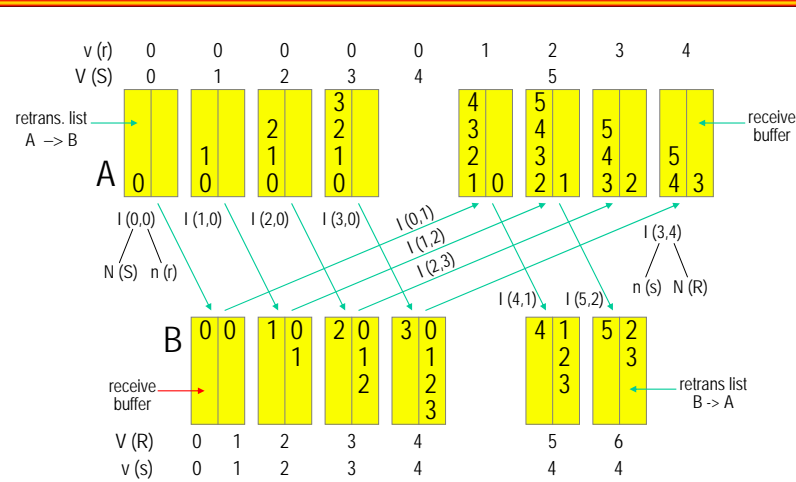 v (r) 0 0 0 0 0 1 2 3 4
V (S) 0 1 2 3 4 5
retrans. list
A –> B
A
0
1
0
2
1
0
3
2
1
0
4
3
2
1 0
5
4
3
2 1
5
4
3 2
5
4 3
receive
buffer
I (0,0) I (1,0) I (2,0) I (3,0) I (0,1)
I (1,2)
I (2,3)
I (3,4)
N (S) n (r)
n (s) N (R)
I (4,1) I (5,2)
B
0 0
1 0
1
2 0
1
2
3 0
1
2
3
4 1
2
3
5 2
3
receive
buffer
retrans list
B -> A
V (R) 0 1 2 3 4 5 6
v (s) 0 1 2 3 4 4 4